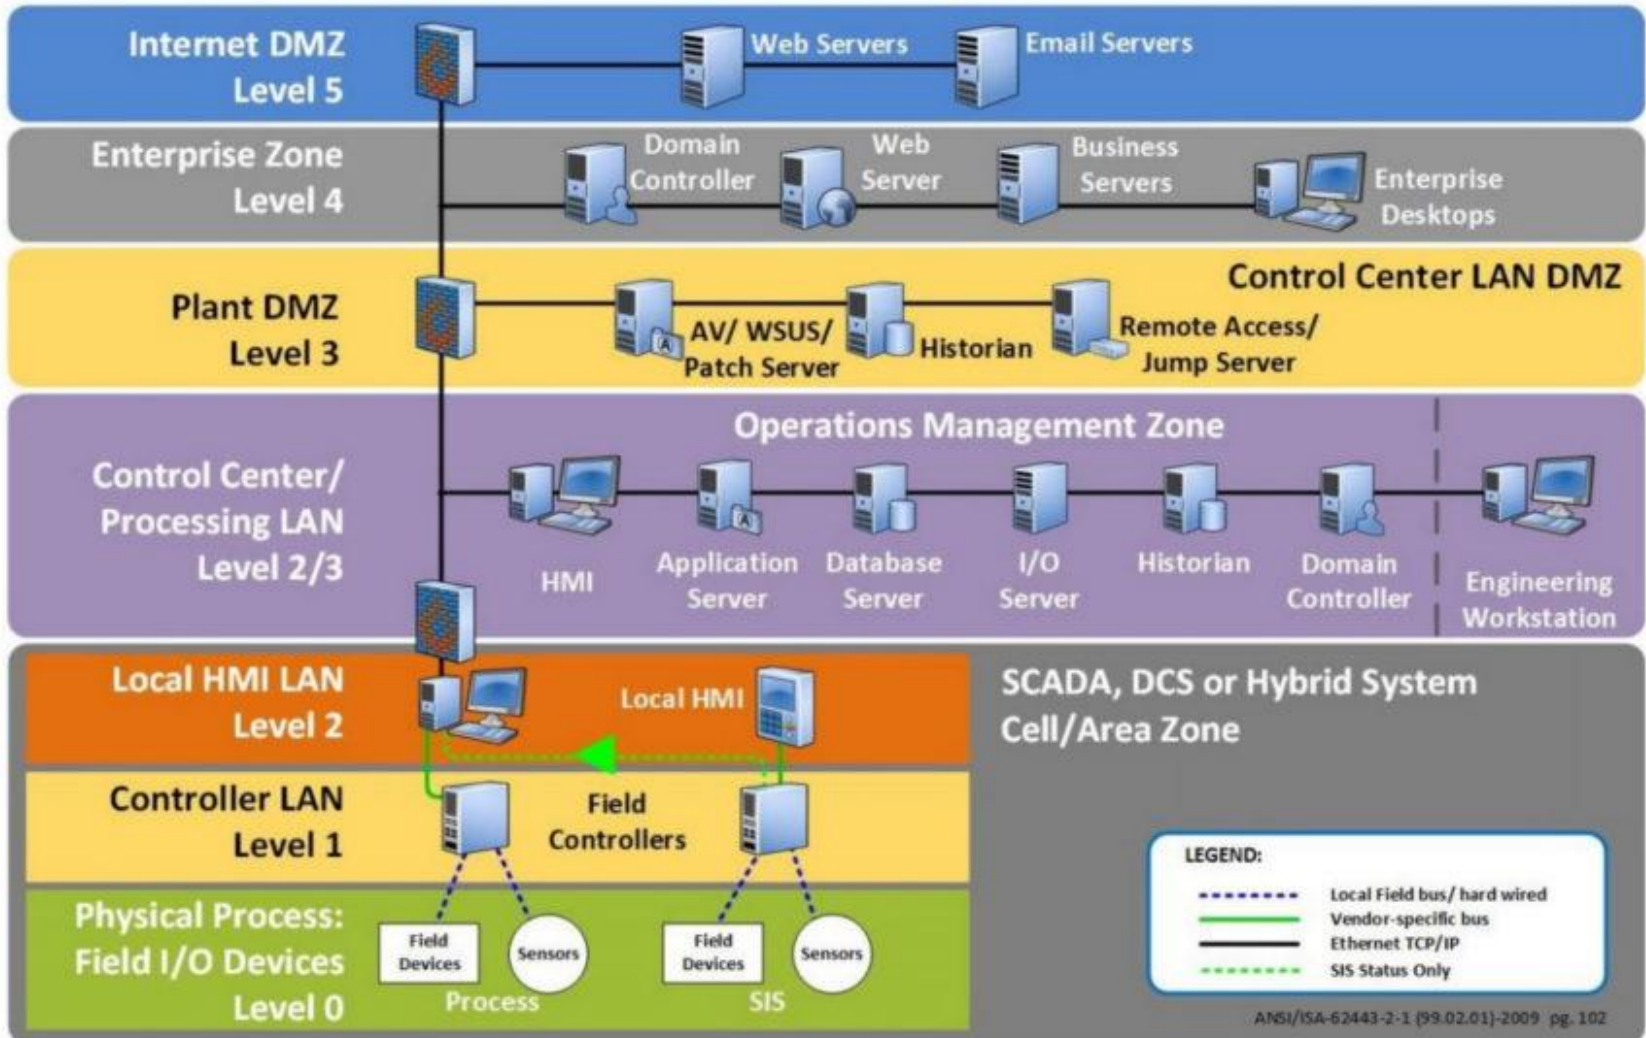 Internet DMZ
Level 5
Web Servers
Email Servers
Enterprise Zone
Level 4
Domain
Controller
Web
Server
Business
Servers
Enterprise
Desktops
Control Center LAN DMZ
Plant DMZ
Level 3
AV/ WSUS/
Patch Server
Historian
Remote Access/
Jump Server
Operations Management Zone
Control Center/
Processing LAN
Level 2/3
HMI
Application
Server
Database
Server
I/O
Server
Historian
Domain
Controller
Engineering
Workstation
Local HMI LAN
Level 2
Local HMI
SCADA, DCS or Hybrid System
Cell/Area Zone
Controller LAN
Level 1
Field
Controllers
Physical Process:
Field I/O Devices
Level 0
Field
Devices
Sensors
Process
Field
Devices
Sensors
SIS
LEGEND:
Local Field bus/ hard wired
Vendor-specific bus
Ethernet TCP/IP
SIS Status Only
ANSI/ISA-62443-2-1 (99.02.01)-2009 pg. 102